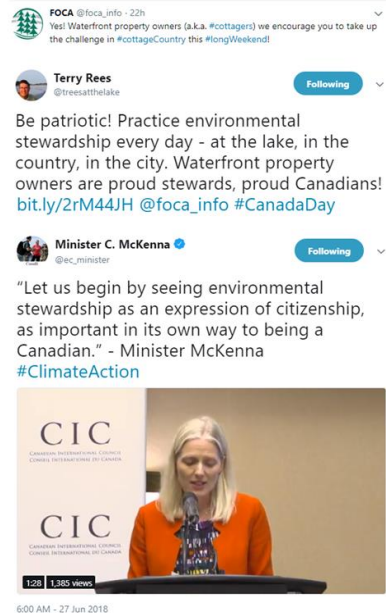 FOCA @foca_info · 22h
Yes! Waterfront property owners (a.k.a. #cottagers) we encourage you to take up
the challenge in #cottageCountry this #longWeekend!
Terry Rees
@treesatthelake
Following
Be patriotic! Practice environmental
stewardship every day - at the lake, in the
country, in the city. Waterfront property
owners are proud stewards, proud Canadians!
bit.ly/2rM44JH @foca_info #CanadaDay
Minister C. McKenna
@ec_minister
Following
“Let us begin by seeing environmental
stewardship as an expression of citizenship,
as important in its own way to being a
Canadian.” - Minister McKenna
#ClimateAction
CIC
CANADIAN INTERNATIONAL COUNCIL
CONSEIL INTERNATIONAL DU CANADA
CIC
CANADIAN INTERNATIONAL COUNCIL
CONSEIL INTERNATIONAL DU CANADA
1:28 1,385 views
6:00 AM - 27 Jun 2018